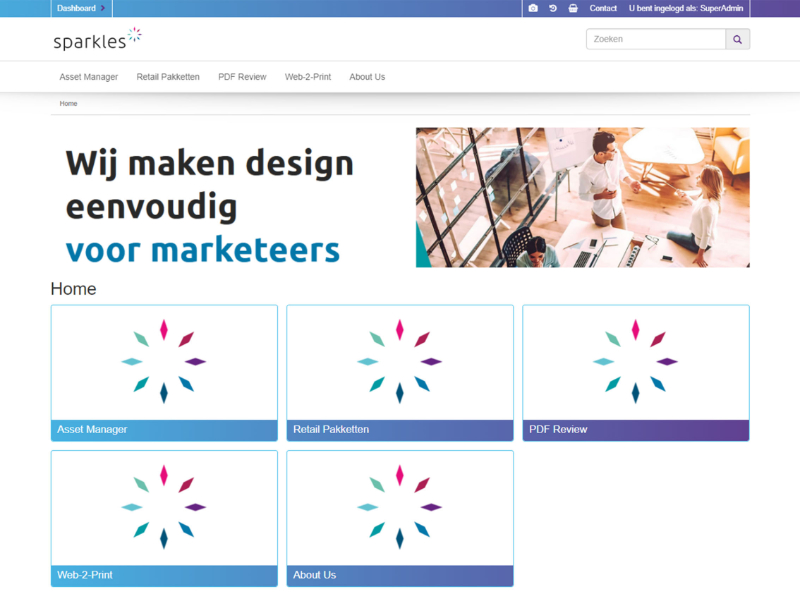 Dashboard
Contact
U bent ingelogd als: SuperAdmin
sparkles
Zoeken
Asset Manager
Retail Pakketten
PDF Review
Web-2-Print
About Us
Home
Wij maken design
eenvoudig
voor marketeers
Home
Asset Manager
Retail Pakketten
PDF Review
Web-2-Print
About Us